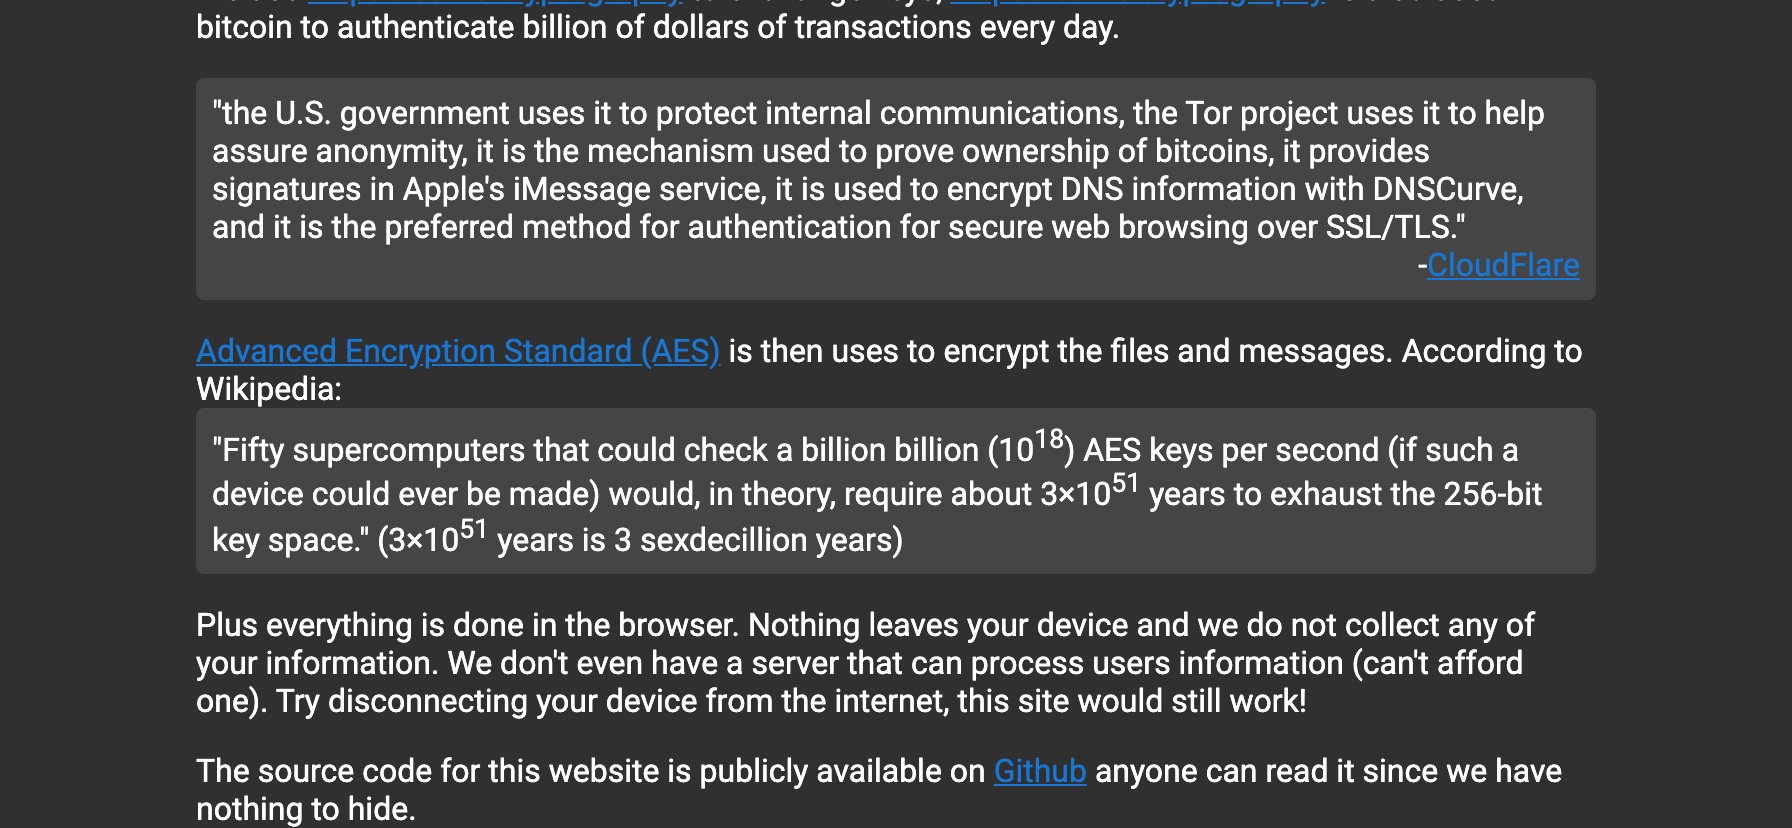 bitcoin to authenticate billion of dollars of transactions every day.
"the U.S. government uses it to protect internal communications, the Tor project uses it to help
assure anonymity, it is the mechanism used to prove ownership of bitcoins, it provides
signatures in Apple's iMessage service, it is used to encrypt DNS information with DNSCurve,
and it is the preferred method for authentication for secure web browsing over SSL/TLS."
-CloudFlare
Advanced Encryption Standard (AES) is then uses to encrypt the files and messages. According to
Wikipedia:
"Fifty supercomputers that could check a billion billion (10¹⁸) AES keys per second (if such a
device could ever be made) would, in theory, require about 3×10⁵¹ years to exhaust the 256-bit
key space." (3×10⁵¹ years is 3 sexdecillion years)
Plus everything is done in the browser. Nothing leaves your device and we do not collect any of
your information. We don't even have a server that can process users information (can't afford
one). Try disconnecting your device from the internet, this site would still work!
The source code for this website is publicly available on Github anyone can read it since we have
nothing to hide.